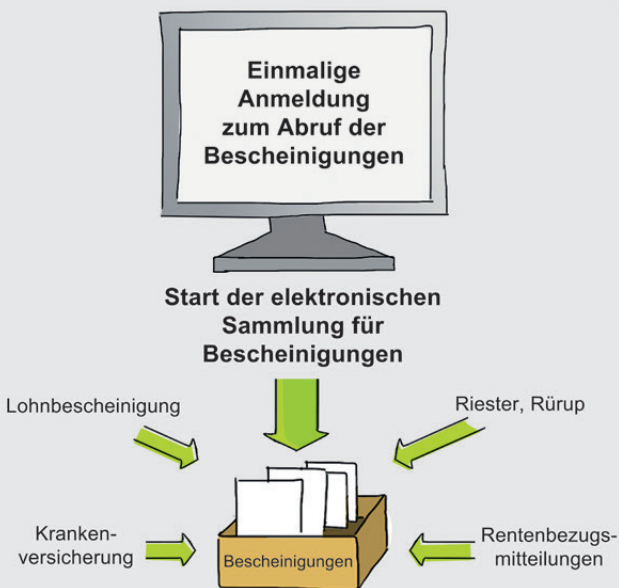 Einmalige
Anmeldung
zum Abruf der
Bescheinigungen
Start der elektronischen
Sammlung für
Bescheinigungen
Lohnbescheinigung
Riester, Rürup
Kranken-
versicherung
Bescheinigungen
Rentenbezugs-
mitteilungen